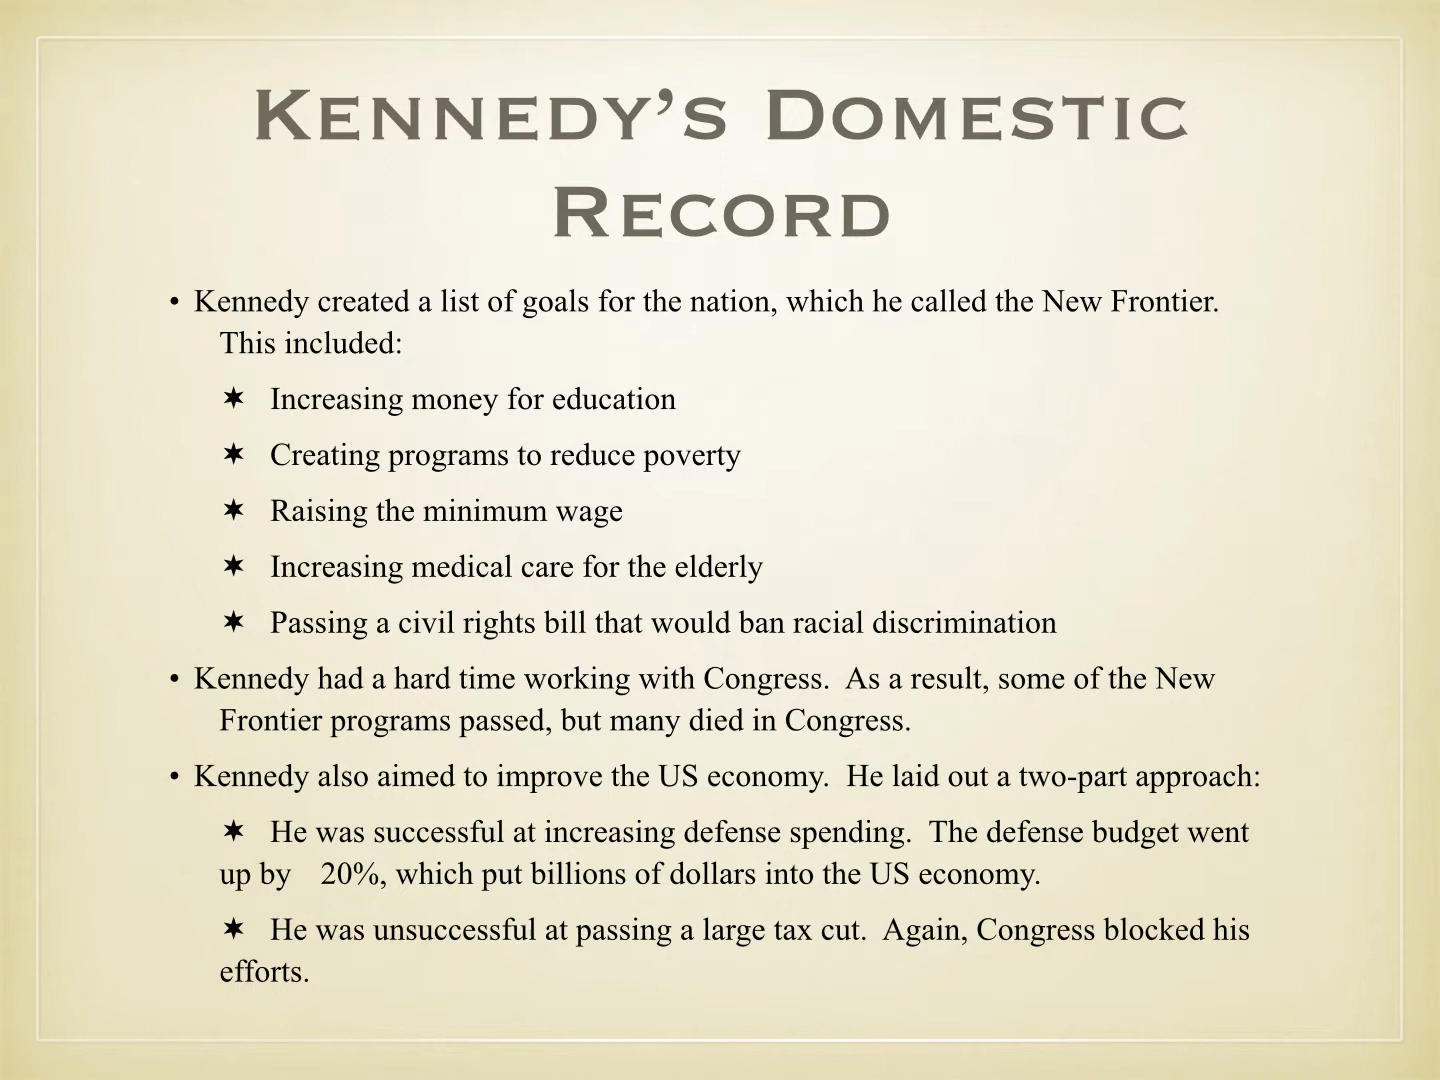 Kennedy’s Domestic
Record
• Kennedy created a list of goals for the nation, which he called the New Frontier.
This included:
✶ Increasing money for education
✶ Creating programs to reduce poverty
✶ Raising the minimum wage
✶ Increasing medical care for the elderly
✶ Passing a civil rights bill that would ban racial discrimination
• Kennedy had a hard time working with Congress.  As a result, some of the New
Frontier programs passed, but many died in Congress.
• Kennedy also aimed to improve the US economy.  He laid out a two-part approach:
✶ He was successful at increasing defense spending.  The defense budget went
up by    20%, which put billions of dollars into the US economy.
✶ He was unsuccessful at passing a large tax cut.  Again, Congress blocked his
efforts.